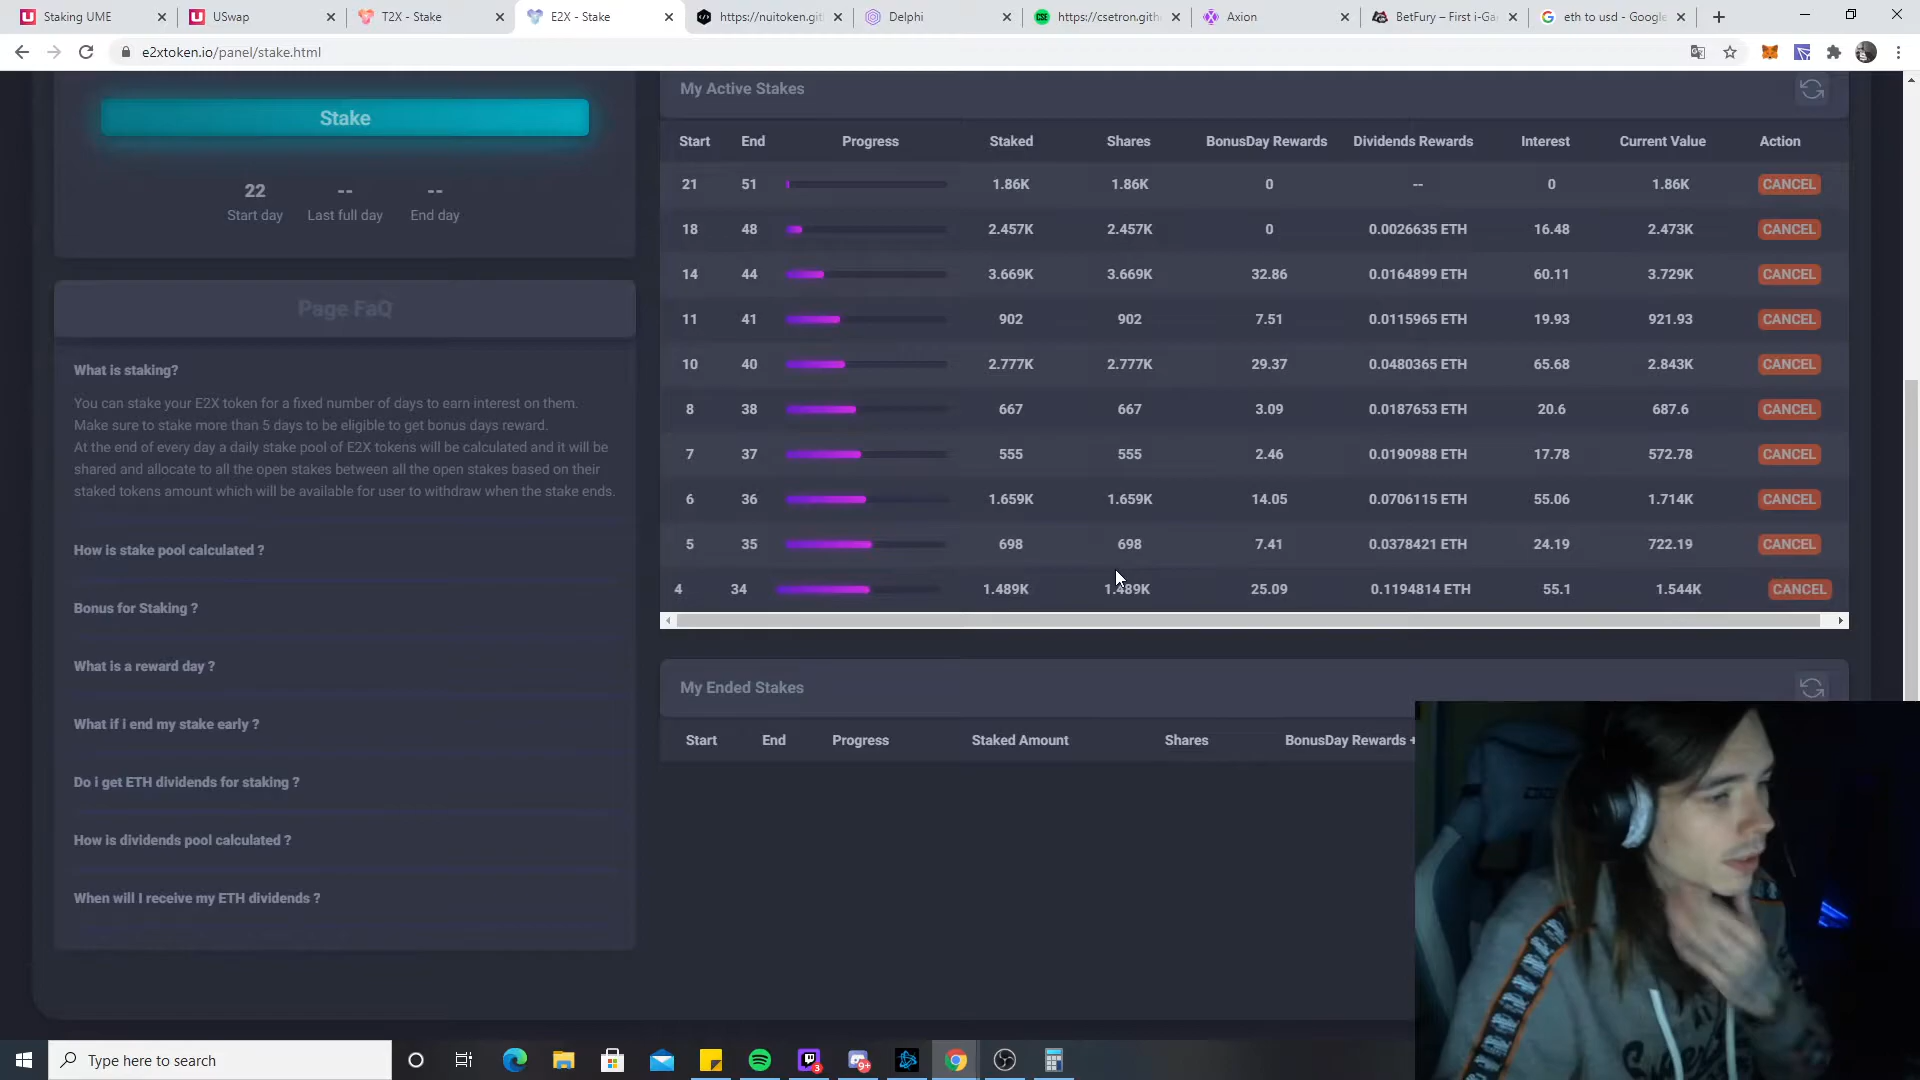 Staking UME
USwap
T2X - Stake
E2X - Stake
https://nuitoken.git
Delphi
https://csetron.gith
Axion
BetFury – First i-Ga
eth to usd - Google
e2xtoken.io/panel/stake.html
Stake
22 -- --
Start day Last full day End day
Page FaQ
What is staking?
You can stake your E2X token for a fixed number of days to earn interest on them.
Make sure to stake more than 5 days to be eligible to get bonus days reward.
At the end of every day a daily stake pool of E2X tokens will be calculated and it will be
shared and allocate to all the open stakes between all the open stakes based on their
staked tokens amount which will be available for user to withdraw when the stake ends.
How is stake pool calculated ?
Bonus for Staking ?
What is a reward day ?
What if i end my stake early ?
Do i get ETH dividends for staking ?
How is dividends pool calculated ?
When will I receive my ETH dividends ?
My Active Stakes
Start End Progress Staked Shares BonusDay Rewards Dividends Rewards Interest Current Value Action
21 51 1.86K 1.86K 0 -- 0 1.86K CANCEL
18 48 2.457K 2.457K 0 0.0026635 ETH 16.48 2.473K CANCEL
14 44 3.669K 3.669K 32.86 0.0164899 ETH 60.11 3.729K CANCEL
11 41 902 902 7.51 0.0115965 ETH 19.93 921.93 CANCEL
10 40 2.777K 2.777K 29.37 0.0480365 ETH 65.68 2.843K CANCEL
8 38 667 667 3.09 0.0187653 ETH 20.6 687.6 CANCEL
7 37 555 555 2.46 0.0190988 ETH 17.78 572.78 CANCEL
6 36 1.659K 1.659K 14.05 0.0706115 ETH 55.06 1.714K CANCEL
5 35 698 698 7.41 0.0378421 ETH 24.19 722.19 CANCEL
4 34 1.489K 1.489K 25.09 0.1194814 ETH 55.1 1.544K CANCEL
My Ended Stakes
Start End Progress Staked Amount Shares BonusDay Rewards +
Type here to search
3
9+